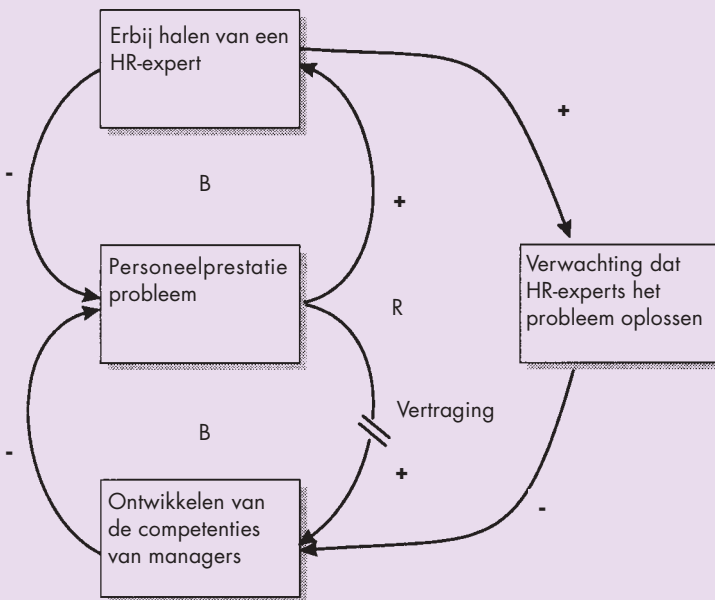 Erbij halen van een
HR-expert
+
-
B
+
Personeelprestatie
probleem
Verwachting dat
HR-experts het
probleem oplossen
R
Vertraging
B
-
+
Ontwikkelen van
de competenties
van managers
-